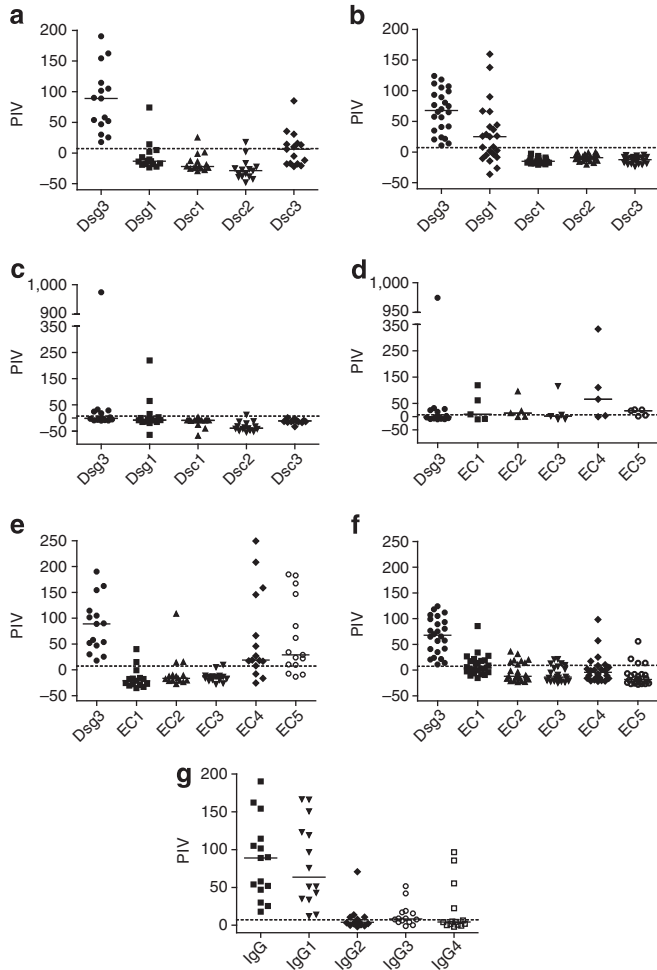 a
PIV
200
150
100
50
0
–50
Dsg3 Dsg1 Dsc1 Dsc2 Dsc3
b
PIV
200
150
100
50
0
–50
Dsg3 Dsg1 Dsc1 Dsc2 Dsc3
c
PIV
1,000
900
350
250
150
50
0
–50
Dsg3 Dsg1 Dsc1 Dsc2 Dsc3
d
PIV
1,000
950
350
250
150
50
0
–50
Dsg3 EC1 EC2 EC3 EC4 EC5
e
PIV
250
200
150
100
50
0
–50
Dsg3 EC1 EC2 EC3 EC4 EC5
f
PIV
250
200
150
100
50
0
–50
Dsg3 EC1 EC2 EC3 EC4 EC5
g
PIV
200
150
100
50
0
IgG IgG1 IgG2 IgG3 IgG4